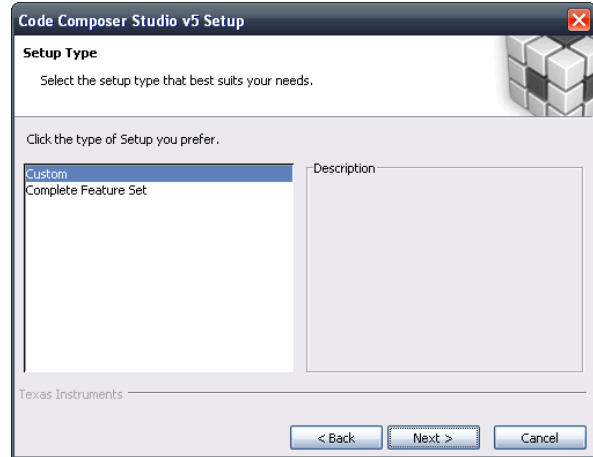 Code Composer Studio v5 Setup
Setup Type
Select the setup type that best suits your needs.
Click the type of Setup you prefer.
Custom
Complete Feature Set
Description
Texas Instruments
< Back
Next >
Cancel